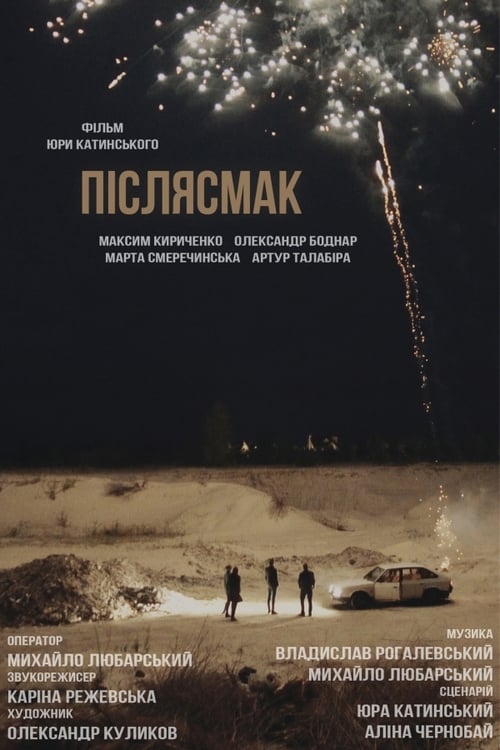 ФІЛЬМ
ЮРИ КАТИНСЬКОГО
ПІСЛЯСМАК
МАКСИМ КИРИЧЕНКО ОЛЕКСАНДР БОДНАР
МАРТА СМЕРЕЧИНСЬКА АРТУР ТАЛАБІРА
ОПЕРАТОР
МИХАЙЛО ЛЮБАРСЬКИЙ
ЗВУКОРЕЖИСЕР
КАРІНА РЕЖЕВСЬКА
ХУДОЖНИК
ОЛЕКСАНДР КУЛИКОВ
МУЗИКА
ВЛАДИСЛАВ РОГАЛЕВСЬКИЙ
МИХАЙЛО ЛЮБАРСЬКИЙ
СЦЕНАРІЙ
ЮРА КАТИНСЬКИЙ
АЛІНА ЧЕРНОБАЙ